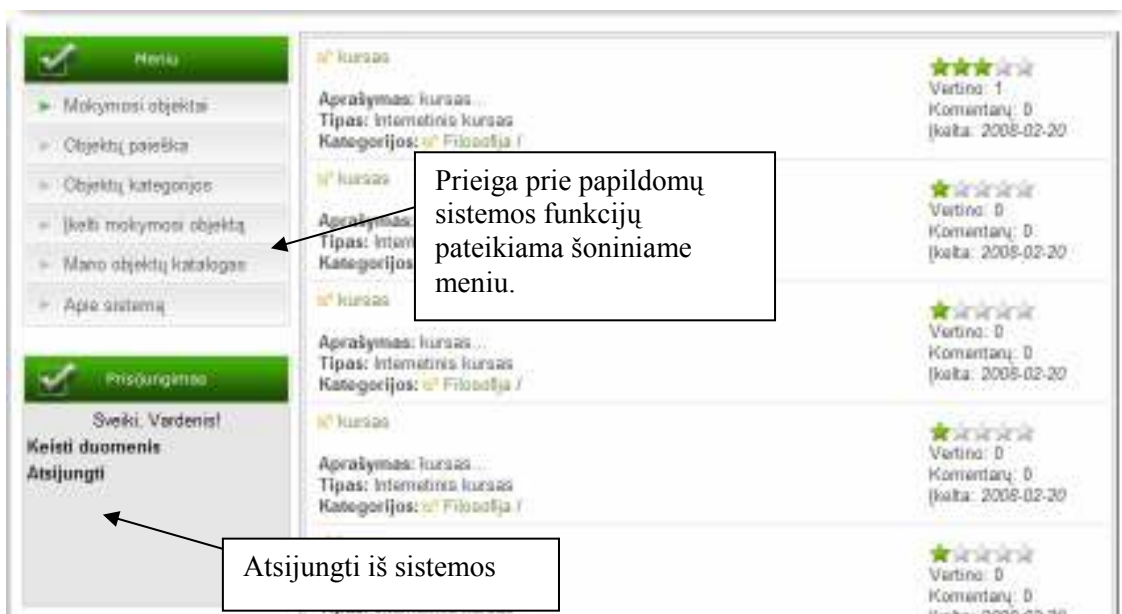 Meniu
Mokymosi objektai
Objektų paieška
Objektų kategorijos
Įkelti mokymosi objektą
Mano objektų katalogas
Apie sistemą
Prisijungimas
Sveiki, Vardenis!
Keisti duomenis
Atsijungti
kursas
Aprašymas: kursas...
Tipas: Internetinis kursas
Kategorijos: Filosofija /
Vertino: 1
Komentarų: 0
Įkelta: 2008-02-20
kursas
Aprašymas:
Tipas:
Kategorijos
Vertino: 0
Komentarų: 0
Įkelta: 2008-02-20
kursas
Aprašymas: kursas...
Tipas: Internetinis kursas
Kategorijos: Filosofija /
Vertino: 0
Komentarų: 0
Įkelta: 2008-02-20
kursas
Aprašymas: kursas...
Tipas: Internetinis kursas
Kategorijos: Filosofija /
Vertino: 0
Komentarų: 0
Įkelta: 2008-02-20
Vertino: 0
Komentarų: 0
Prieiga prie papildomų
sistemos funkcijų
pateikiama šoniniame
meniu.
Atsijungti iš sistemos